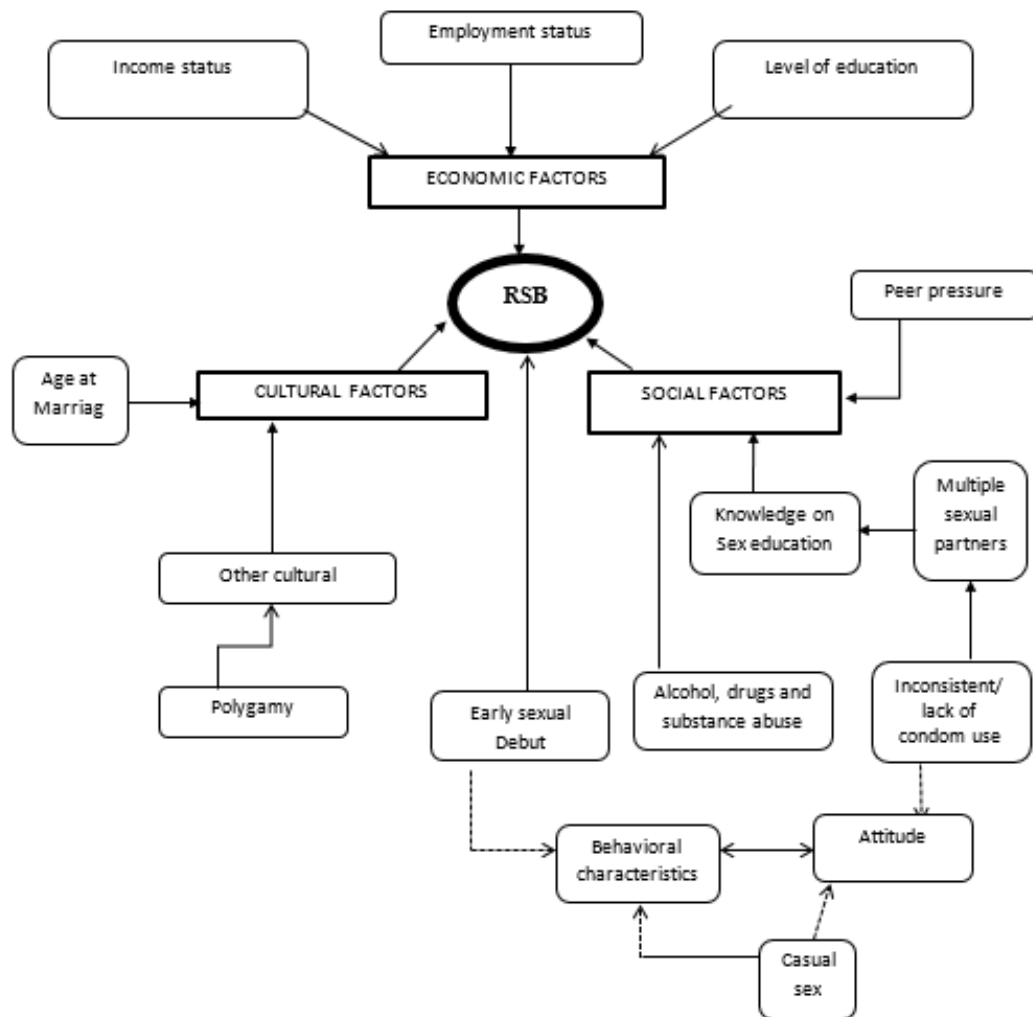 Employment status
Income status
Level of education
ECONOMIC FACTORS
RSB
Peer pressure
Age at
Marriag
CULTURAL FACTORS
SOCIAL FACTORS
Knowledge on
Sex education
Multiple
sexual
partners
Other cultural
Polygamy
Early sexual
Debut
Alcohol, drugs and
substance abuse
Inconsistent/
lack of
condom use
Behavioral
characteristics
Attitude
Casual
sex